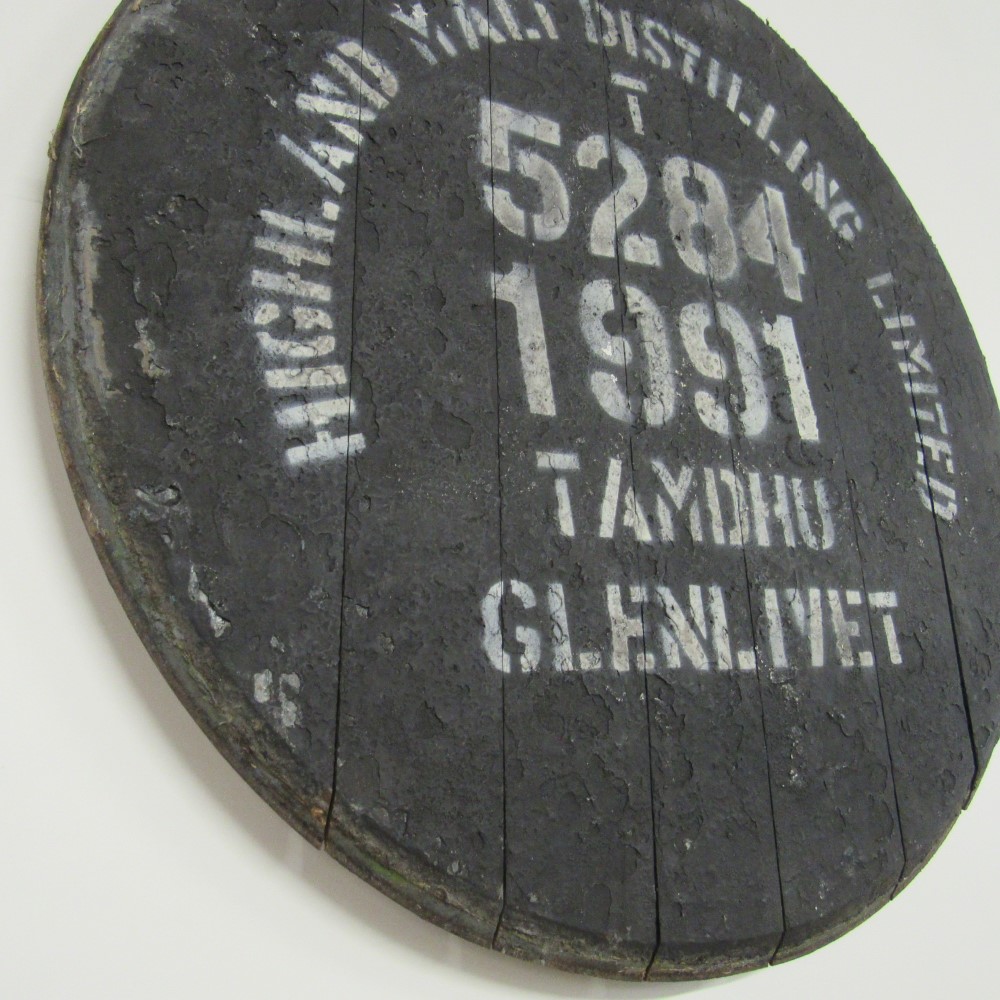 HIGHLAND MALT DISTILLING LIMITED
T
5284
1991
TAMDHU
GLENLIVET